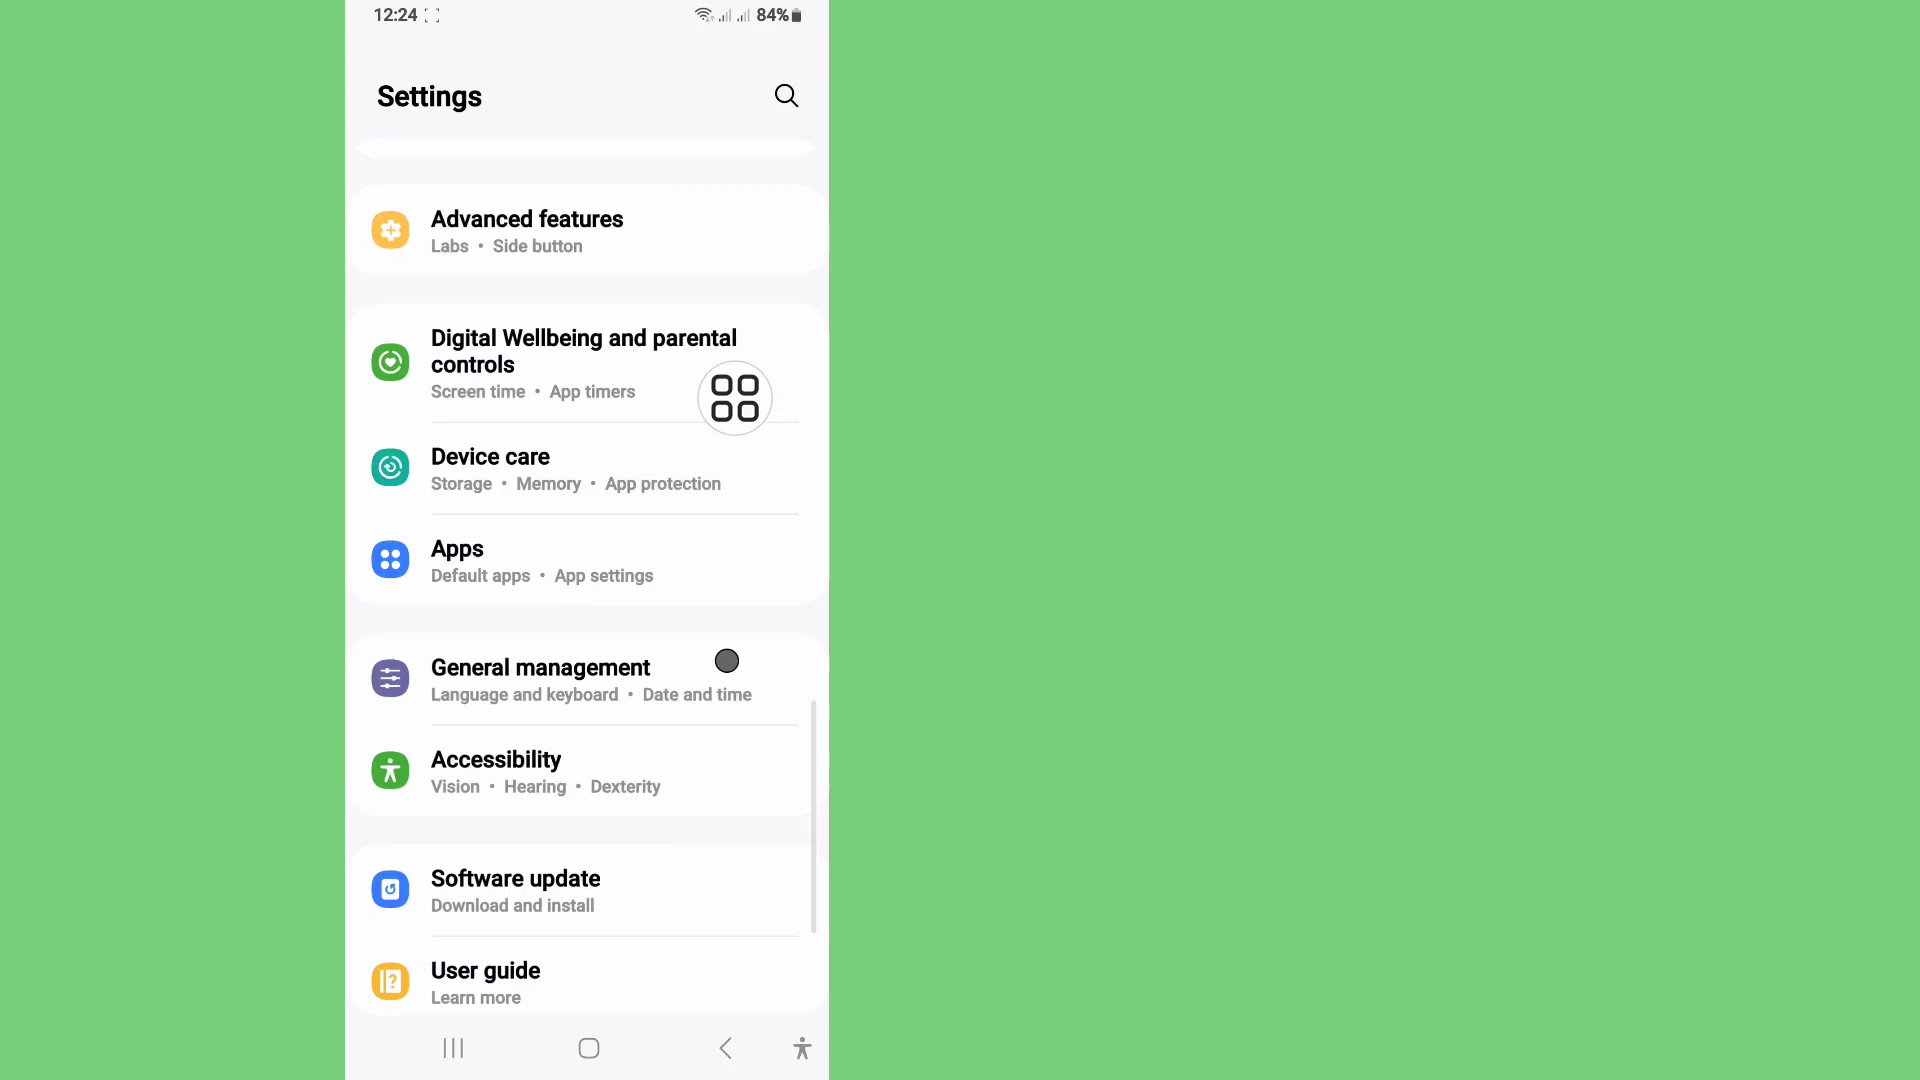 12:24 84%
Settings
Advanced features
Labs • Side button
Digital Wellbeing and parental
controls
Screen time • App timers
Device care
Storage • Memory • App protection
Apps
Default apps • App settings
General management
Language and keyboard • Date and time
Accessibility
Vision • Hearing • Dexterity
Software update
Download and install
User guide
Learn more